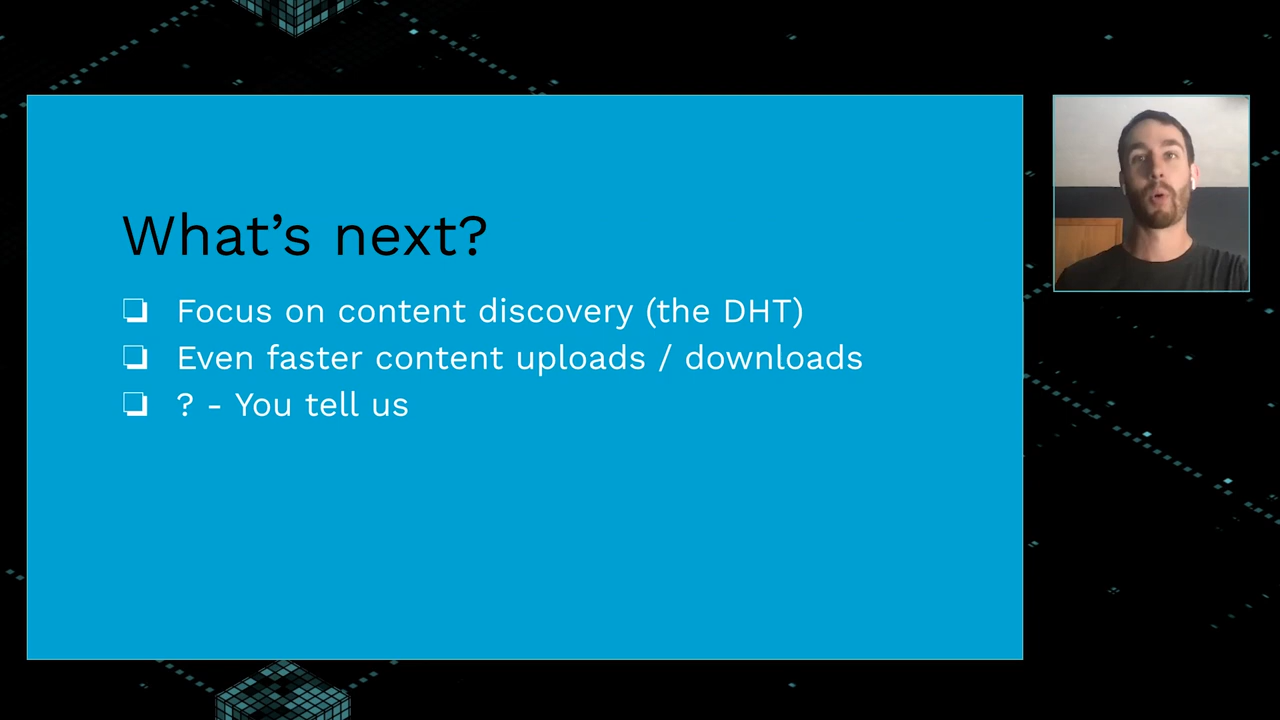 What’s next?
❏ Focus on content discovery (the DHT)
❏ Even faster content uploads / downloads
❏ ? - You tell us